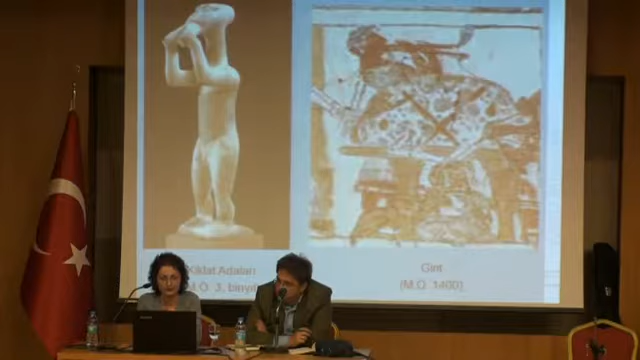 Kiklat Adaları
(M.Ö. 3. binyıl
Girit
(M.Ö. 1400)